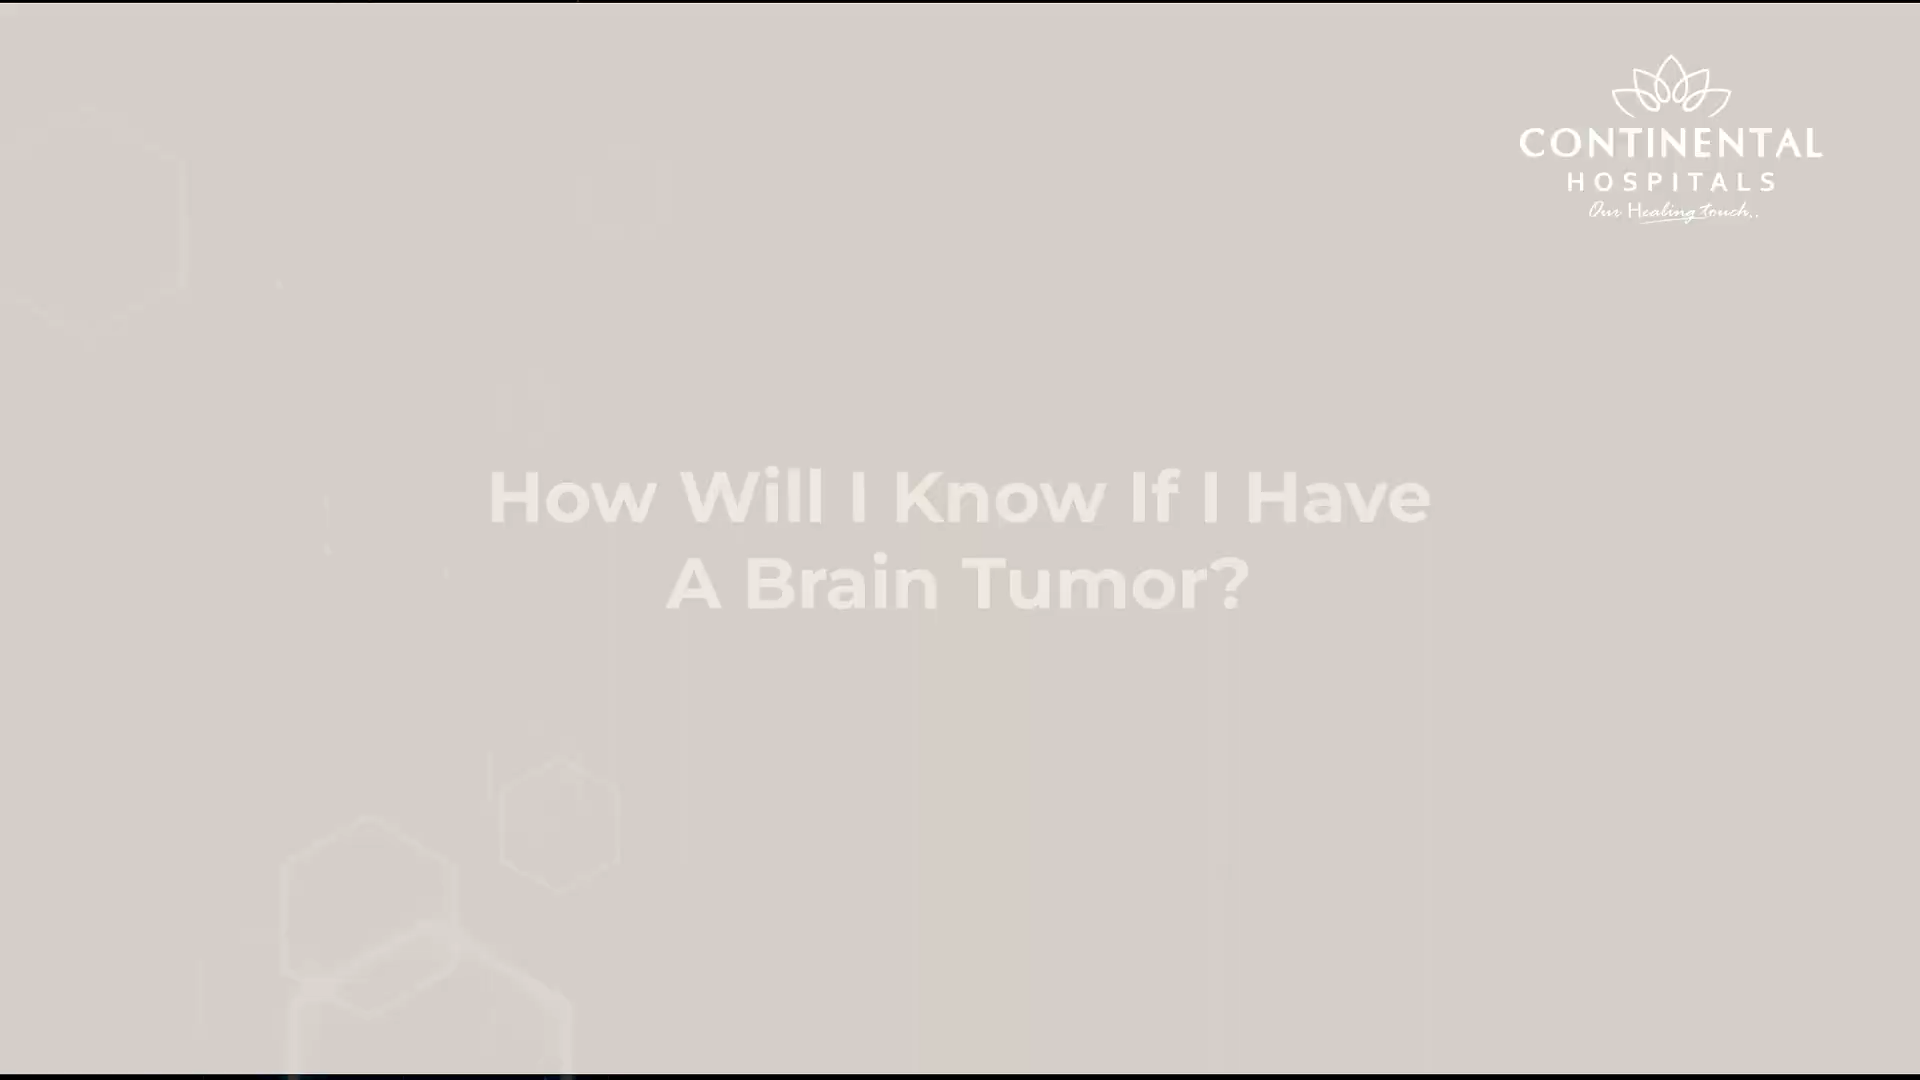 CONTINENTAL
HOSPITALS
Our Healing touch..
How Will I Know If I Have
A Brain Tumor?